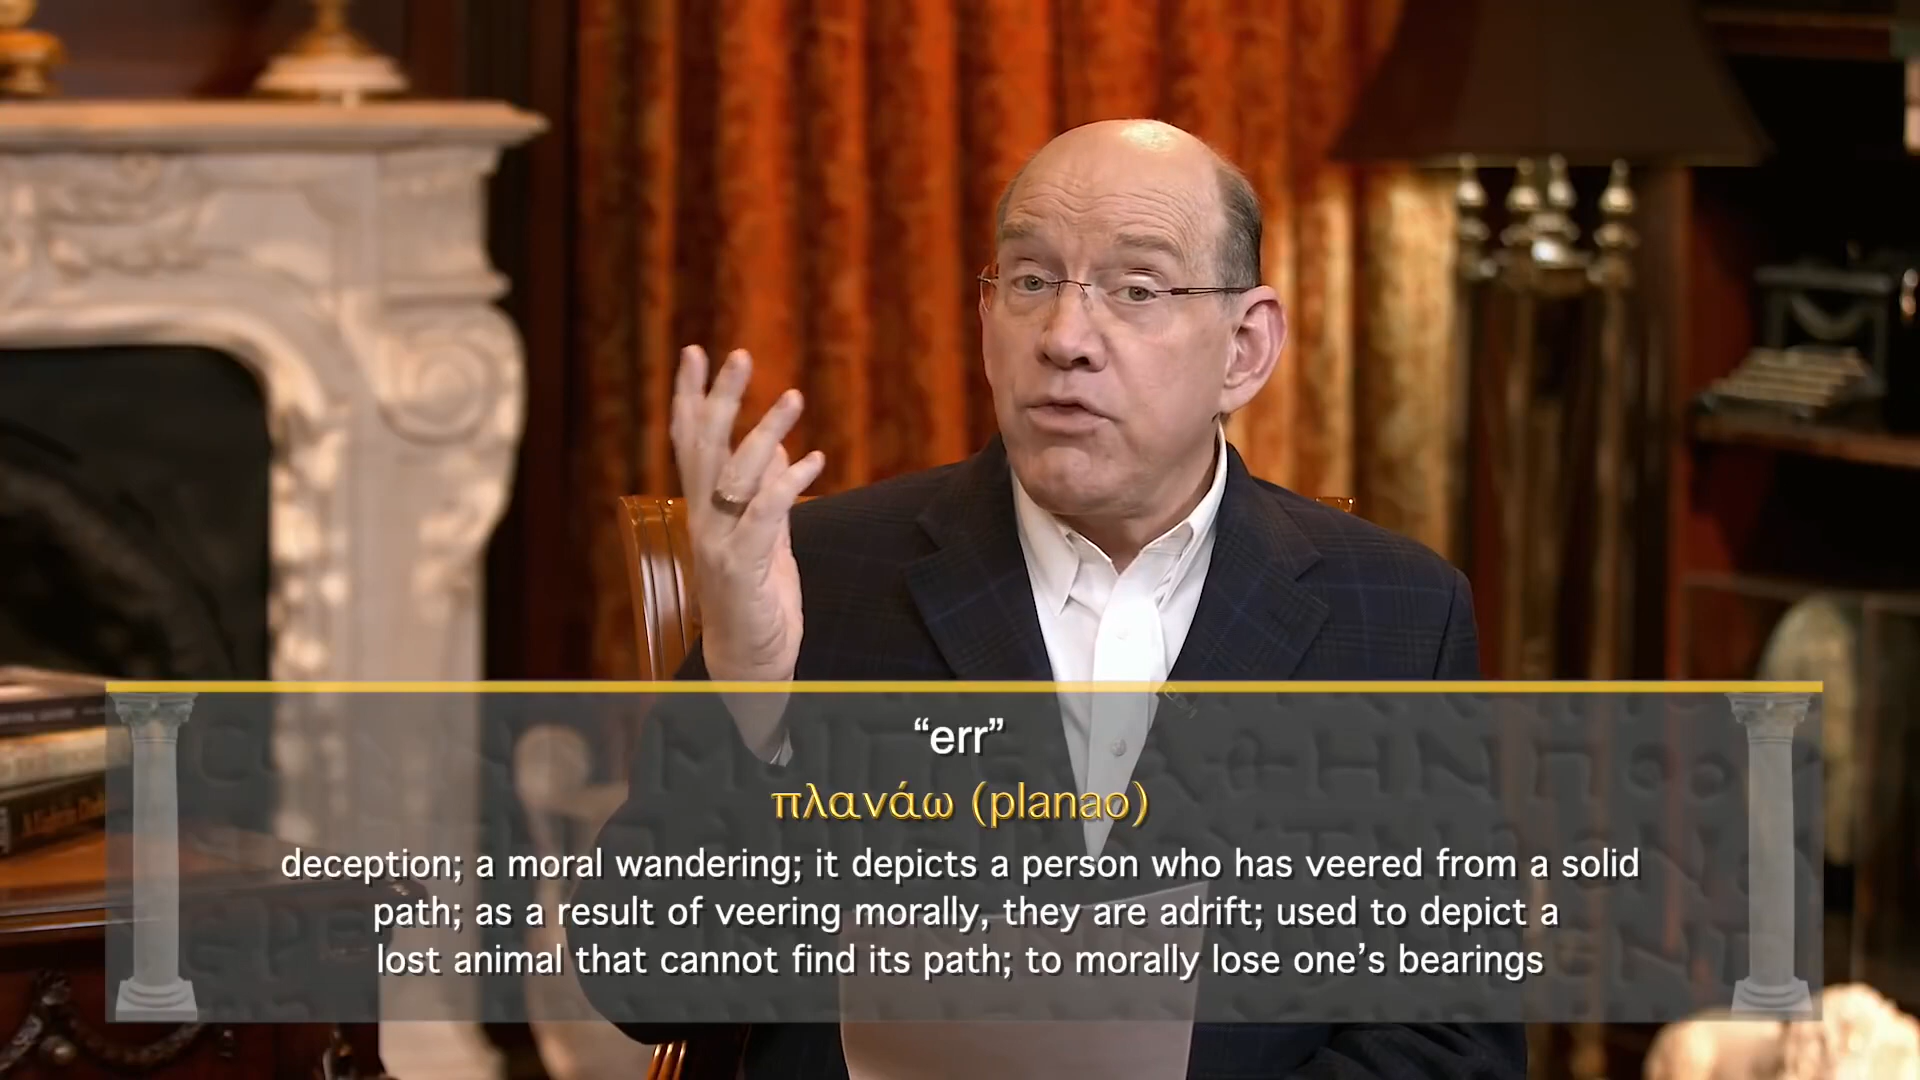 “err”
πλανάω (planao)
deception; a moral wandering; it depicts a person who has veered from a solid
path; as a result of veering morally, they are adrift; used to depict a
lost animal that cannot find its path; to morally lose one’s bearings